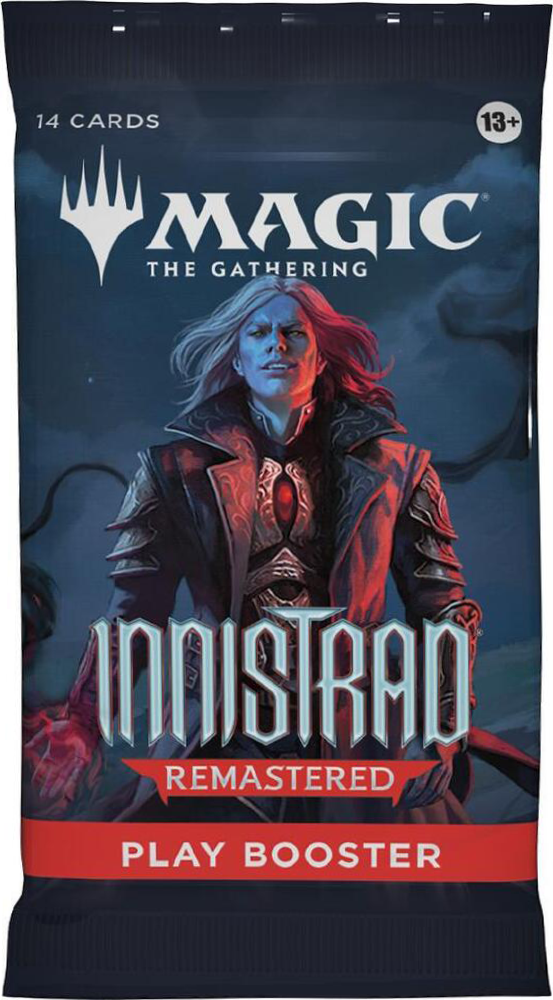 14 CARDS
13+
MAGIC
THE GATHERING
INNISTRAD
REMASTERED
PLAY BOOSTER